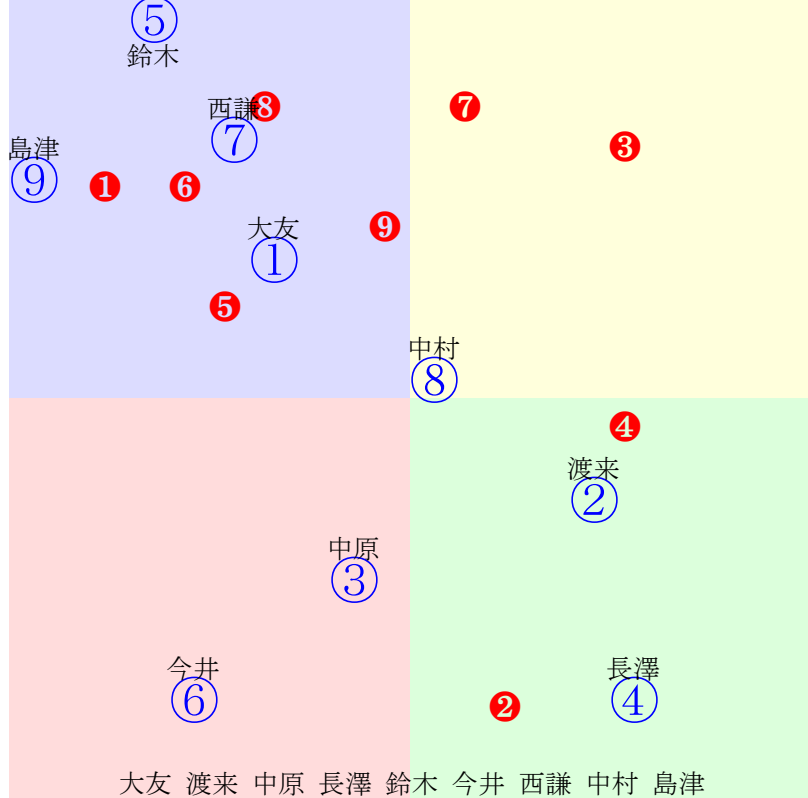 ⑤
鈴木
西謙 ❽ ❼
⑦ ❸
島津
⑨ ❶ ❻
大友 ❾
①
❺
中村
⑧
❹
渡来
②
中原
③
今井 長澤
⑥ ❷ ④
大友 渡来 中原 長澤 鈴木 今井 西謙 中村 島津